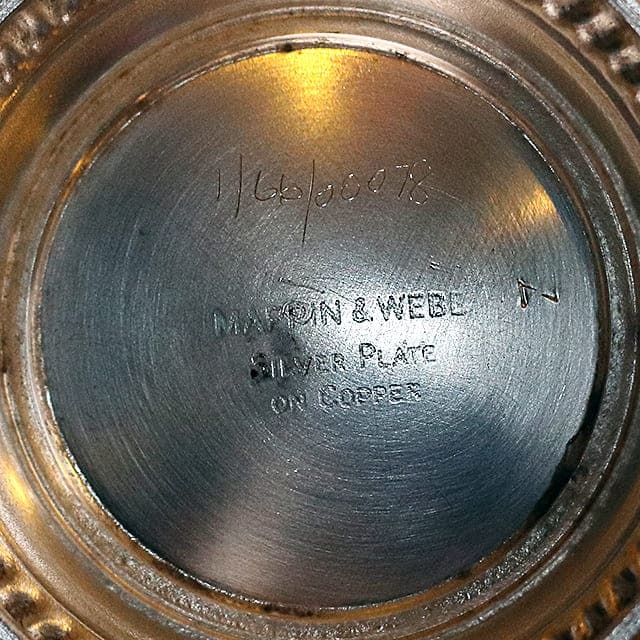 1/66/00078
MAPPIN & WEBB
SILVER PLATE
ON COPPER